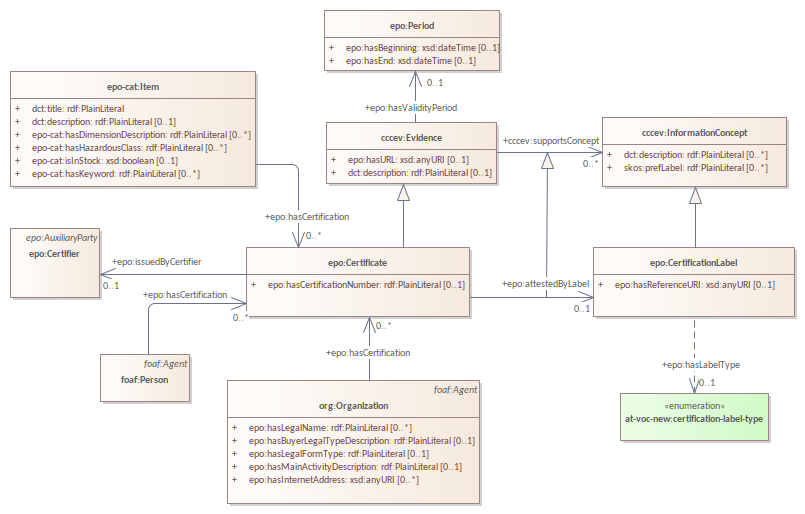 epo:Period
+ epo:hasBeginning: xsd:dateTime [0..1]
+ epo:hasEnd: xsd:dateTime [0..1]
0..1
+epo:hasValidityPeriod
epo-cat:Item
+ dct:title: rdf:PlainLiteral
+ dct:description: rdf:PlainLiteral [0..1]
+ epo-cat:hasDimensionDescription: rdf:PlainLiteral [0..*]
+ epo-cat:hasHazardousClass: rdf:PlainLiteral [0..*]
+ epo-cat:isInStock: xsd:boolean [0..1]
+ epo-cat:hasKeyword: rdf:PlainLiteral [0..*]
cccev:Evidence
+ epo:hasURL: xsd:anyURI [0..1]
+ dct:description: rdf:PlainLiteral [0..1]
+cccev:supportsConcept
0..*
cccev:InformationConcept
+ dct:description: rdf:PlainLiteral [0..*]
+ skos:prefLabel: rdf:PlainLiteral [0..*]
+epo:hasCertification
0..*
epo:AuxiliaryParty
epo:Certifier
+epo:issuedByCertifier
0..1
epo:Certificate
+ epo:hasCertificationNumber: rdf:PlainLiteral [0..1]
+epo:attestedByLabel
0..1
epo:CertificationLabel
+ epo:hasReferenceURI: xsd:anyURI [0..1]
+epo:hasCertification
0..*
foaf:Agent
foaf:Person
0..*
+epo:hasCertification
foaf:Agent
org:Organization
+ epo:hasLegalName: rdf:PlainLiteral [0..*]
+ epo:hasBuyerLegalTypeDescription: rdf:PlainLiteral [0..1]
+ epo:hasLegalFormType: rdf:PlainLiteral [0..1]
+ epo:hasMainActivityDescription: rdf:PlainLiteral [0..1]
+ epo:hasInternetAddress: xsd:anyURI [0..*]
+epo:hasLabelType
0..1
«enumeration»
at-voc-new:certification-label-type